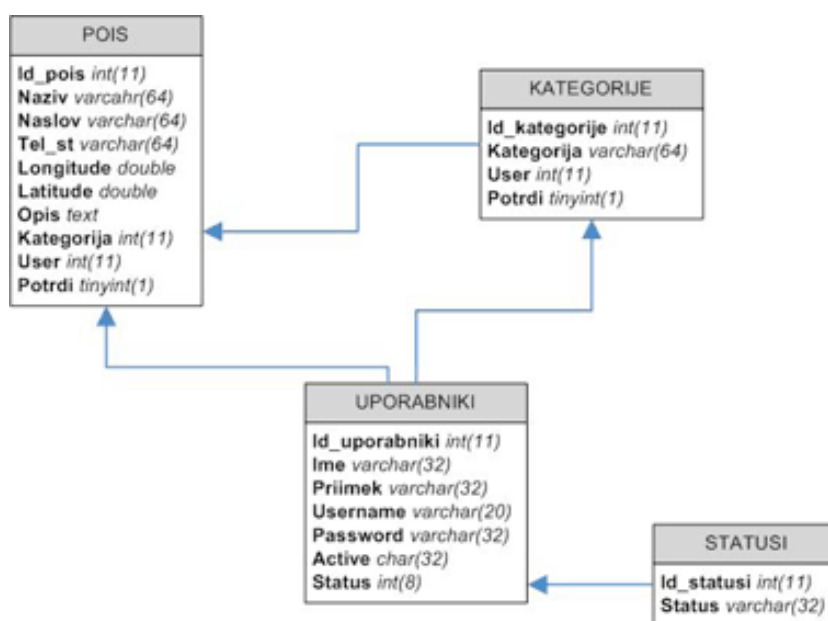 POIS
Id_pois int(11)
Naziv varcahr(64)
Naslov varchar(64)
Tel_st varchar(64)
Longitude double
Latitude double
Opis text
Kategorija int(11)
User int(11)
Potrdi tinyint(1)
KATEGORIJE
Id_kategorije int(11)
Kategorija varchar(64)
User int(11)
Potrdi tinyint(1)
UPORABNIKI
Id_uporabniki int(11)
Ime varchar(32)
Priimek varchar(32)
Username varchar(20)
Password varchar(32)
Active char(32)
Status int(8)
STATUSI
Id_statusi int(11)
Status varchar(32)